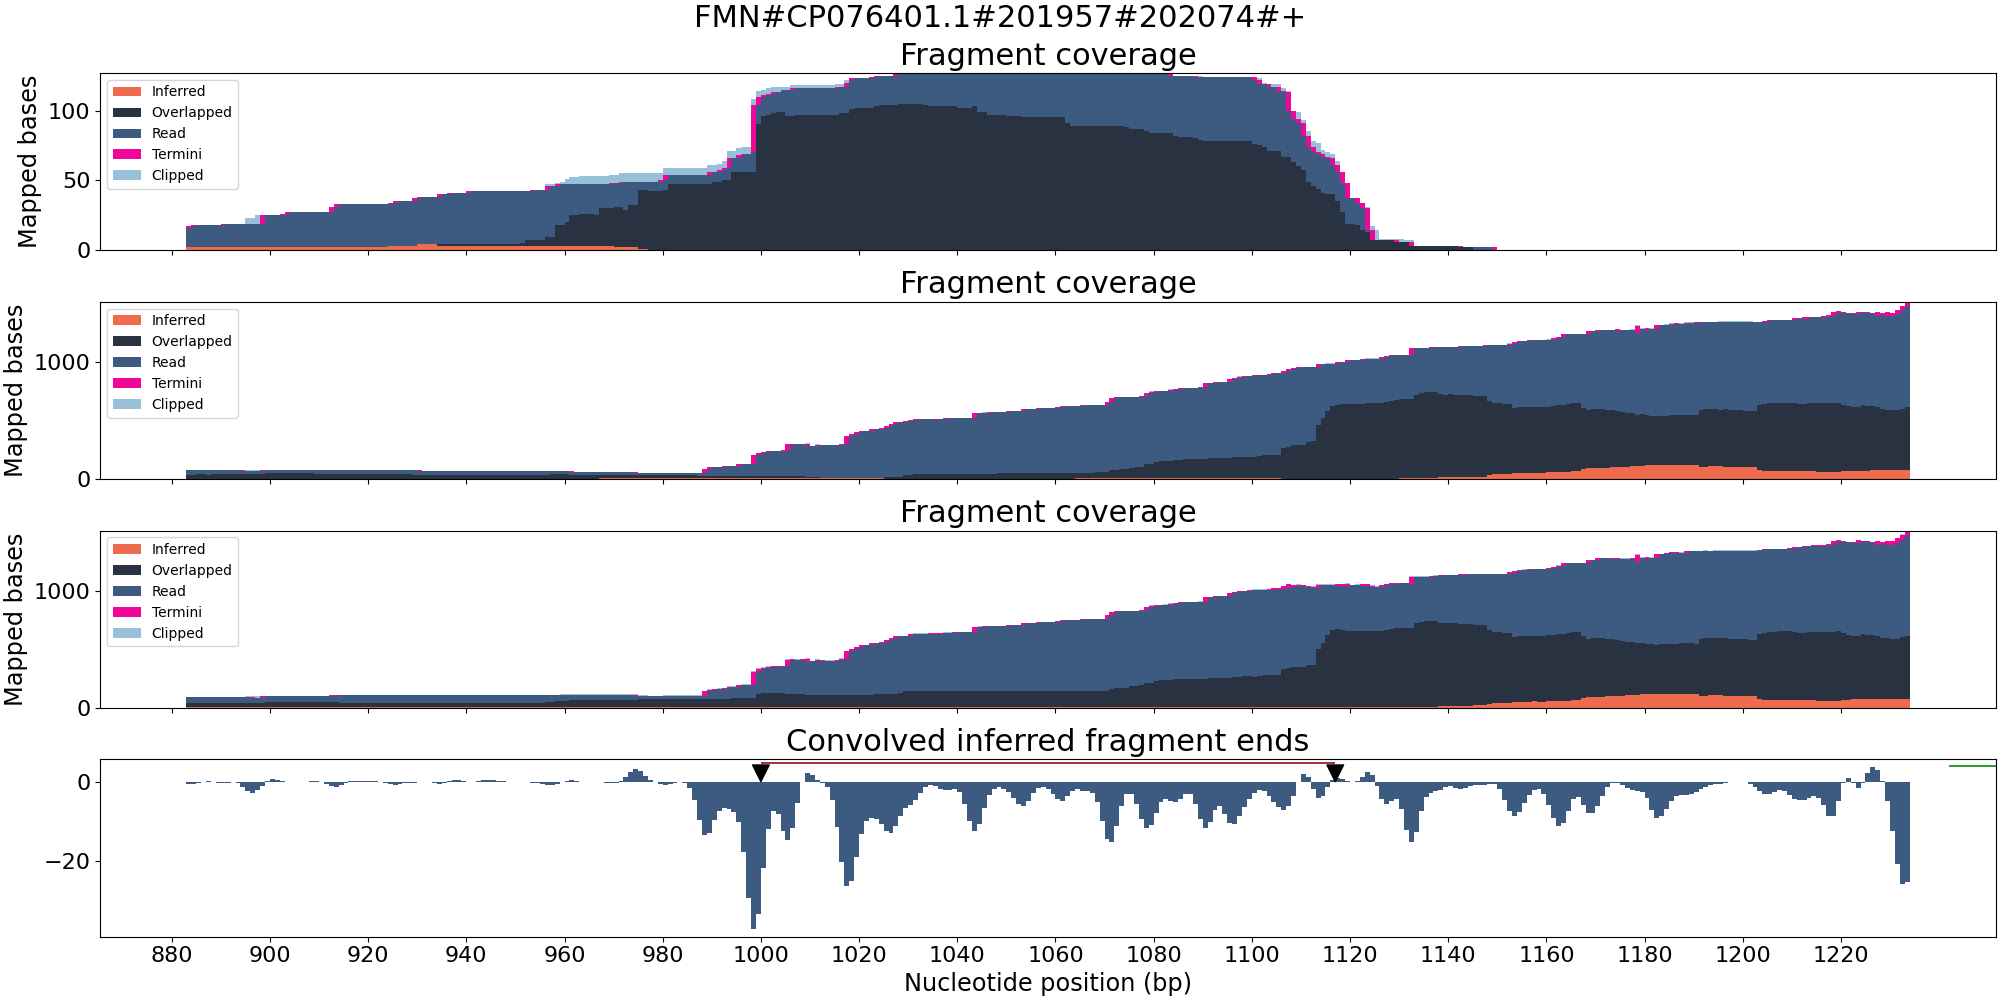 FMN#CP076401.1#201957#202074#+
Fragment coverage
Mapped bases
100
50
0
Inferred
Overlapped
Read
Termini
Clipped
Fragment coverage
Mapped bases
1000
0
Inferred
Overlapped
Read
Termini
Clipped
Fragment coverage
Mapped bases
1000
0
Inferred
Overlapped
Read
Termini
Clipped
Convolved inferred fragment ends
0
−20
880 900 920 940 960 980 1000 1020 1040 1060 1080 1100 1120 1140 1160 1180 1200 1220
Nucleotide position (bp)